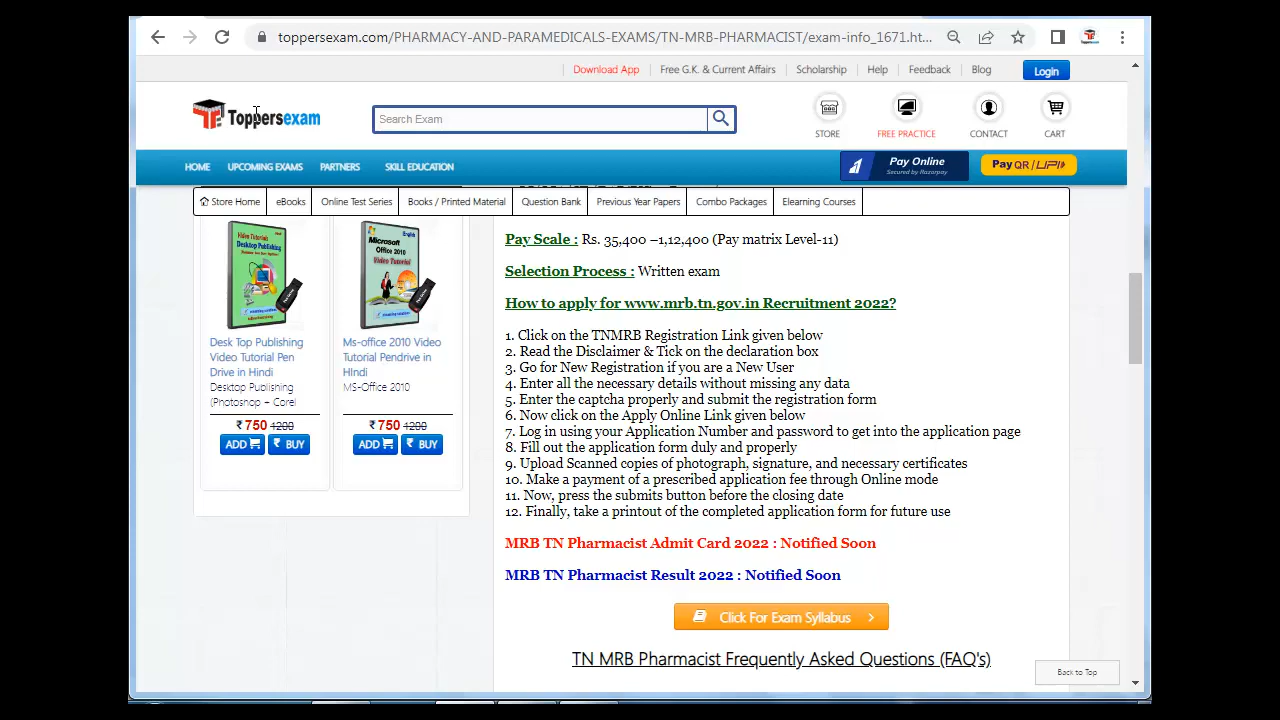 toppersexam.com/PHARMACY-AND-PARAMEDICALS-EXAMS/TN-MRB-PHARMACIST/exam-info_1671.ht...
Download App | Free G.K. & Current Affairs | Scholarship | Help | Feedback | Blog Login
Toppersexam
Search Exam
STORE FREE PRACTICE CONTACT CART
HOME UPCOMING EXAMS PARTNERS SKILL EDUCATION
Pay Online
Secured by Razorpay
Pay QR / UPI
Store Home eBooks Online Test Series Books / Printed Material Question Bank Previous Year Papers Combo Packages Elearning Courses
Video Tutorial
Desktop Publishing
English
Microsoft
Office 2010
Video Tutorial
Desk Top Publishing
Video Tutorial Pen
Drive in Hindi
Desktop Publishing
(Photoshop + Corel
₹ 750 1200
ADD ₹ BUY
Ms-office 2010 Video
Tutorial Pendrive in
HIndi
MS-Office 2010
₹ 750 1200
ADD ₹ BUY
Pay Scale : Rs. 35,400 –1,12,400 (Pay matrix Level-11)
Selection Process : Written exam
How to apply for www.mrb.tn.gov.in Recruitment 2022?
1. Click on the TNMRB Registration Link given below
2. Read the Disclaimer & Tick on the declaration box
3. Go for New Registration if you are a New User
4. Enter all the necessary details without missing any data
5. Enter the captcha properly and submit the registration form
6. Now click on the Apply Online Link given below
7. Log in using your Application Number and password to get into the application page
8. Fill out the application form duly and properly
9. Upload Scanned copies of photograph, signature, and necessary certificates
10. Make a payment of a prescribed application fee through Online mode
11. Now, press the submits button before the closing date
12. Finally, take a printout of the completed application form for future use
MRB TN Pharmacist Admit Card 2022 : Notified Soon
MRB TN Pharmacist Result 2022 : Notified Soon
Click For Exam Syllabus
TN MRB Pharmacist Frequently Asked Questions (FAQ's)
Back to Top